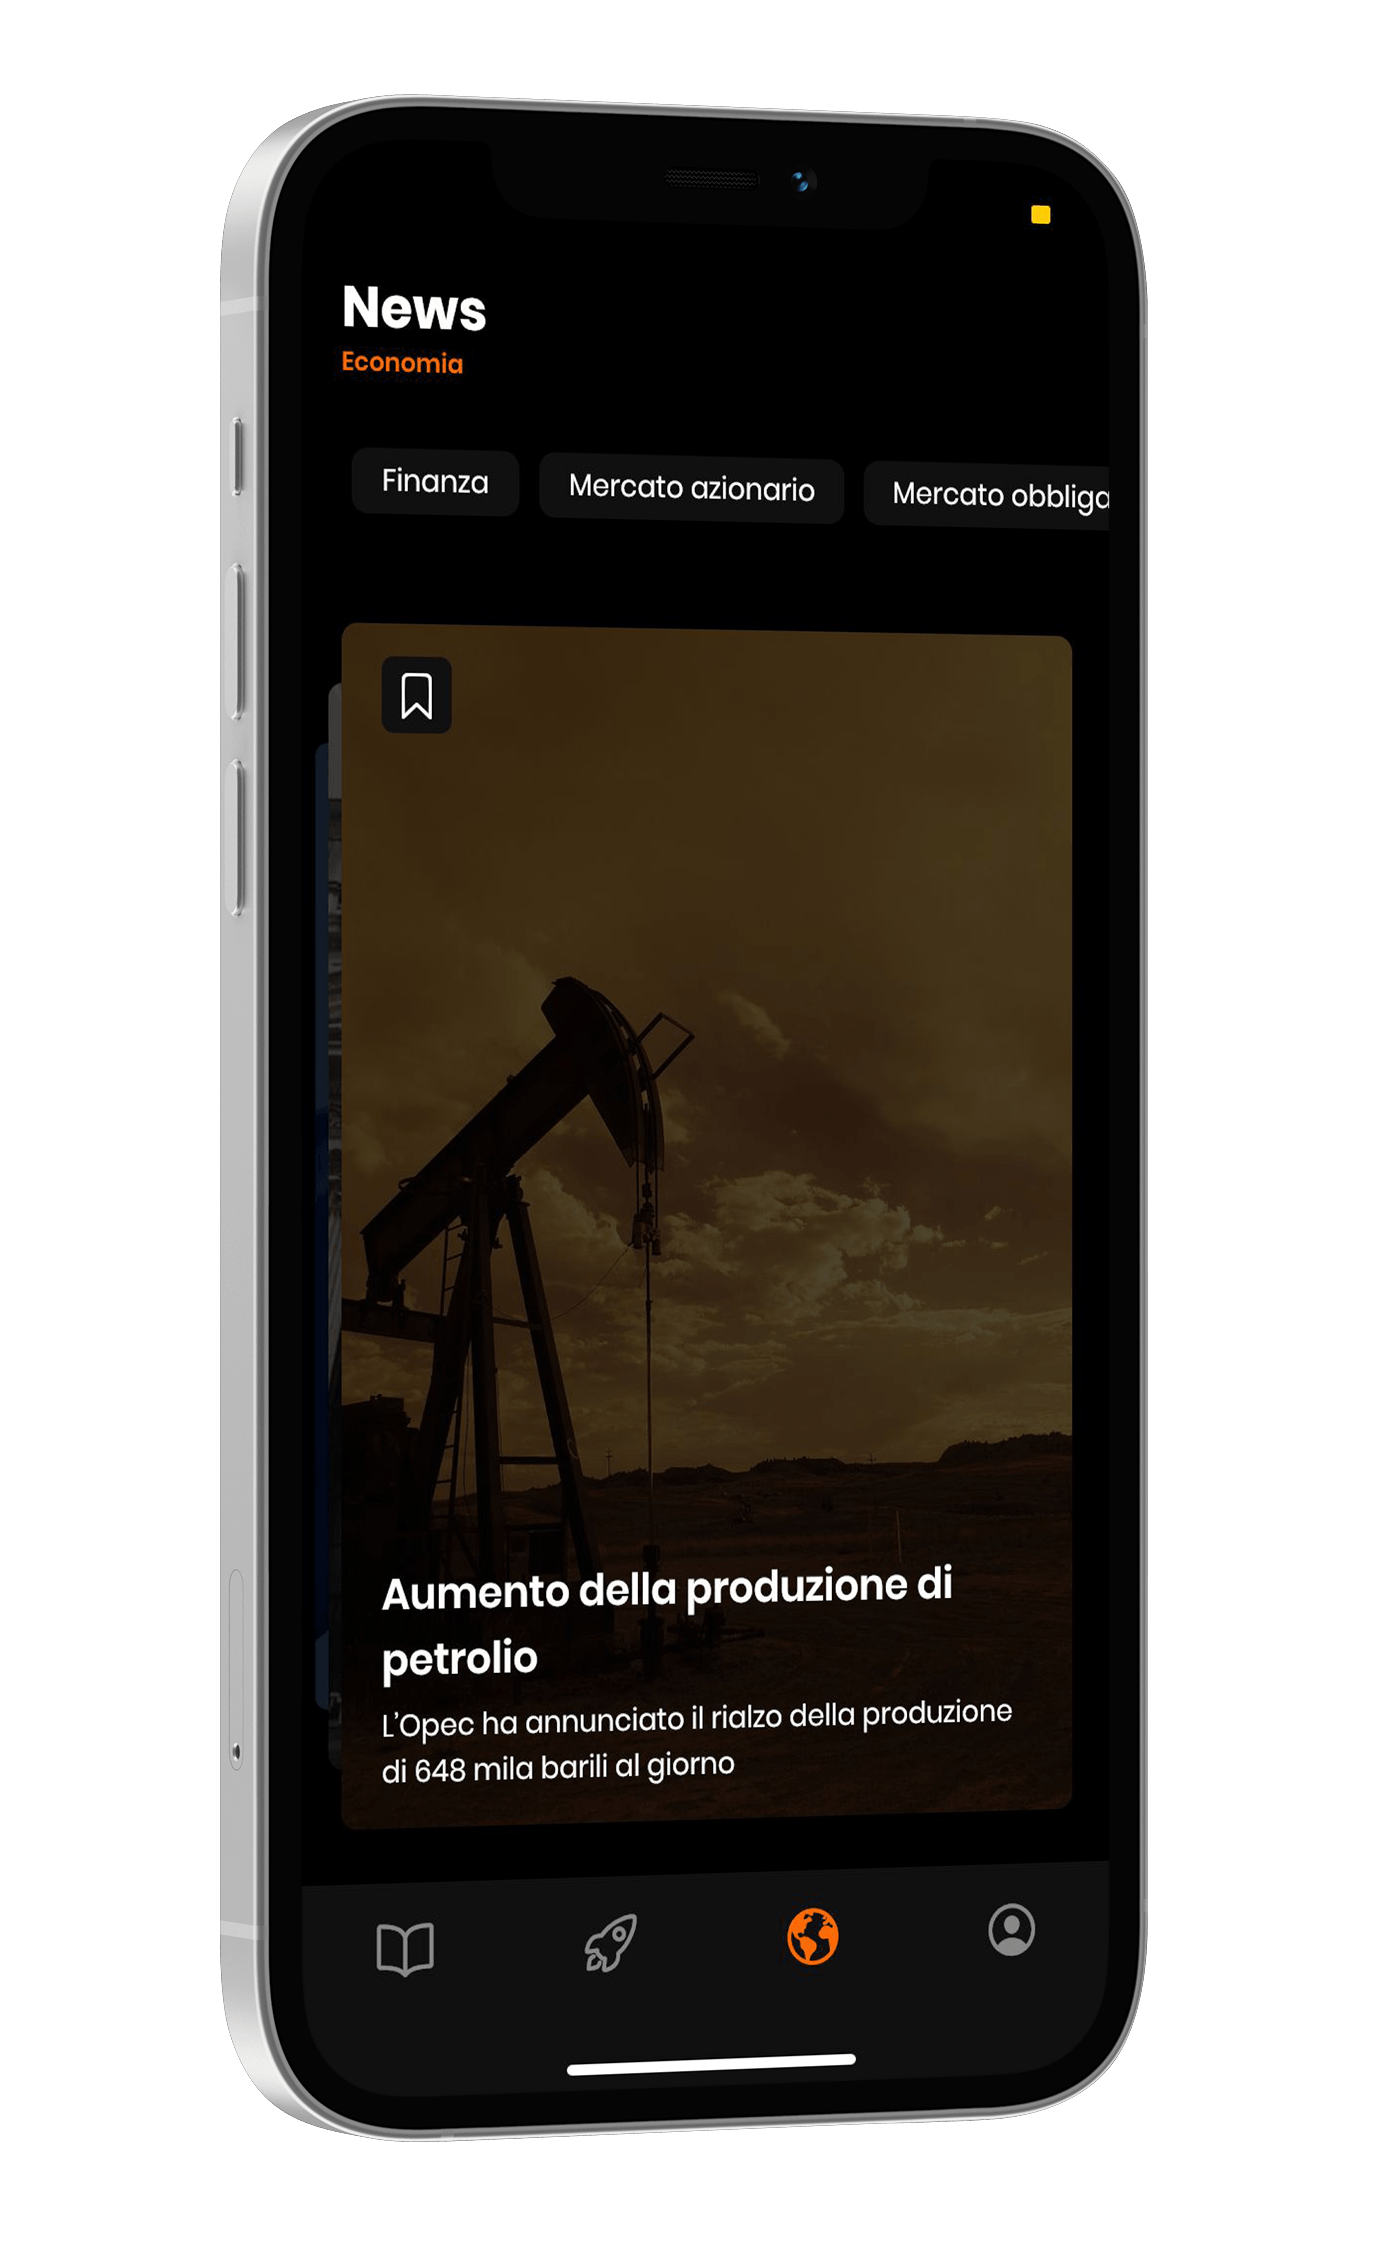 News
Economia
Finanza
Mercato azionario
Mercato obbliga
Aumento della produzione di
petrolio
L’Opec ha annunciato il rialzo della produzione
di 648 mila barili al giorno